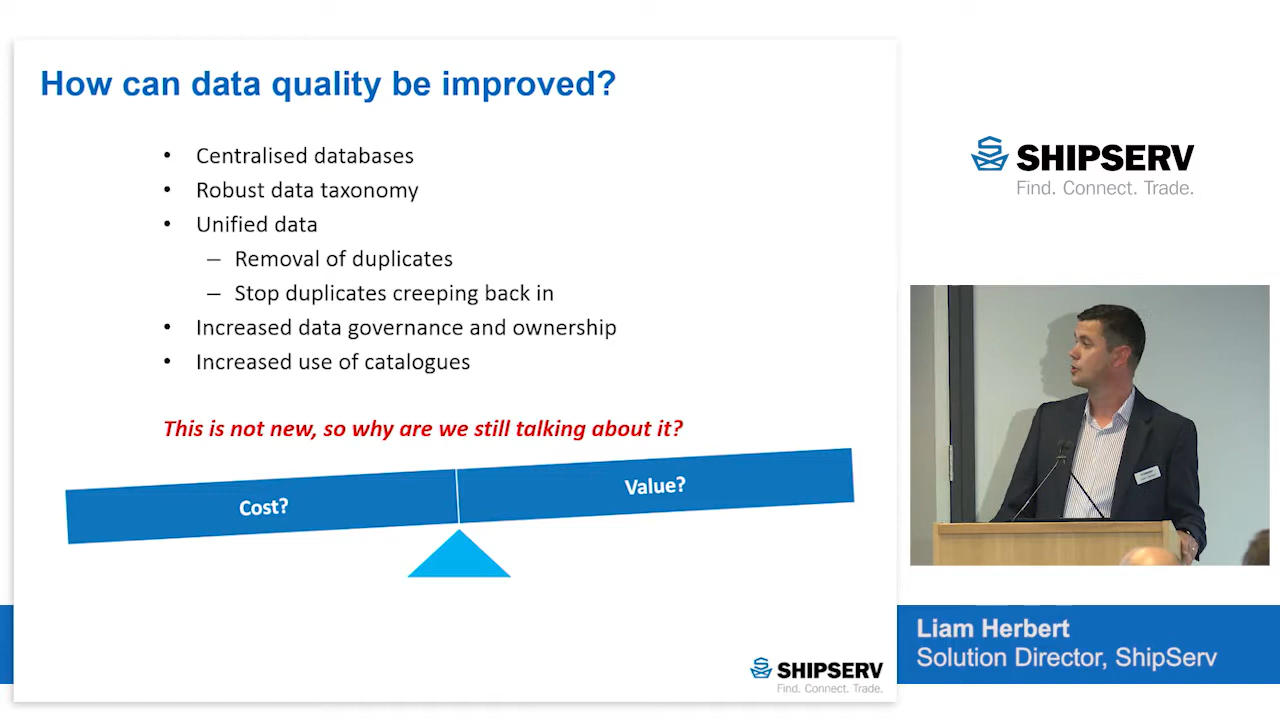 How can data quality be improved?
• Centralised databases
• Robust data taxonomy
• Unified data
– Removal of duplicates
– Stop duplicates creeping back in
• Increased data governance and ownership
• Increased use of catalogues
This is not new, so why are we still talking about it?
Cost?
Value?
SHIPSERV
Find. Connect. Trade.
SHIPSERV
Find. Connect. Trade.
Liam Herbert
Solution Director, ShipServ